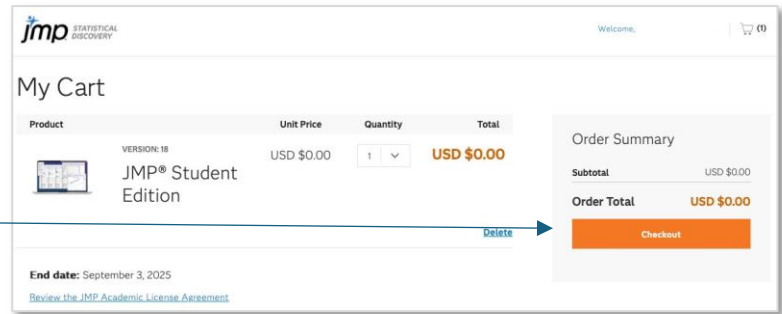 jmp STATISTICAL DISCOVERY
Welcome,
(1)
My Cart
Product Unit Price Quantity Total
VERSION: 18
JMP® Student
Edition
USD $0.00 1 USD $0.00
Delete
End date: September 3, 2025
Review the JMP Academic License Agreement
Order Summary
Subtotal USD $0.00
Order Total USD $0.00
Checkout